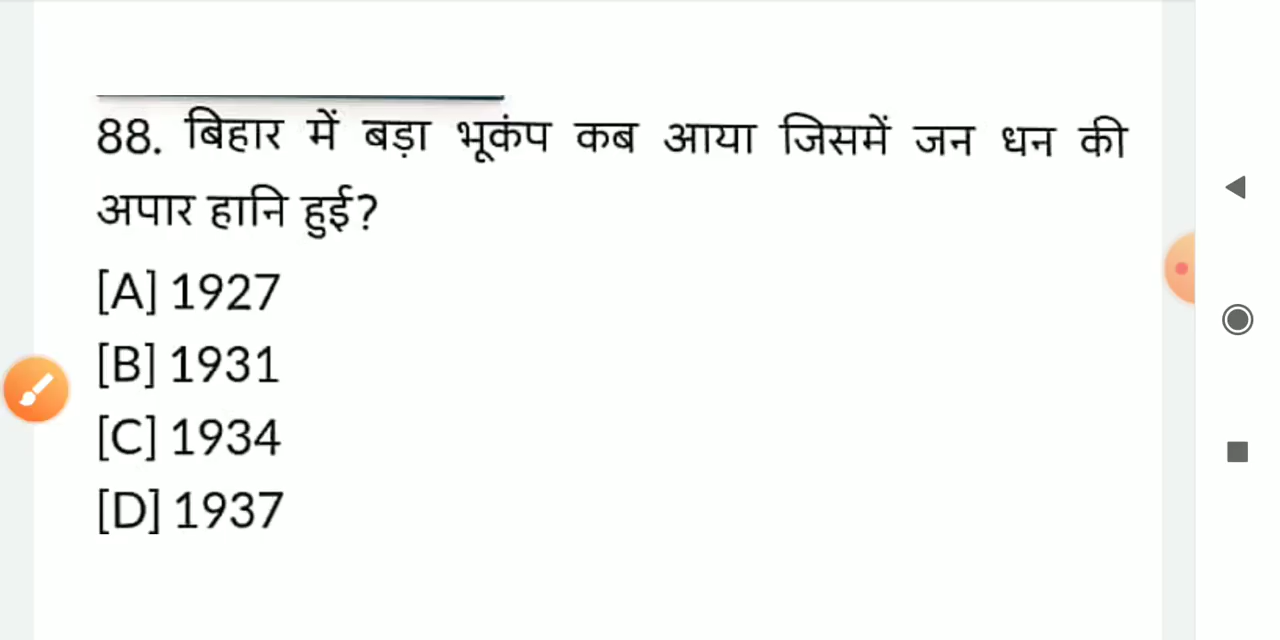 88. बिहार में बड़ा भूकंप कब आया जिसमें जन धन की
अपार हानि हुई?
[A] 1927
[B] 1931
[C] 1934
[D] 1937